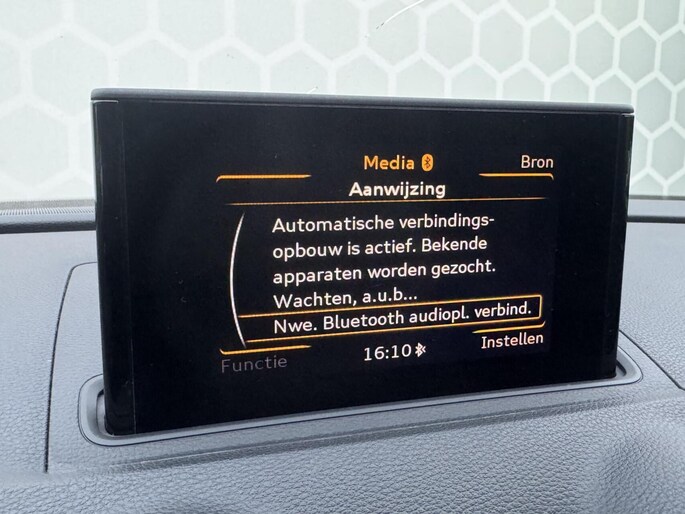 Media
Bron
Aanwijzing
Automatische verbindings-
opbouw is actief. Bekende
apparaten worden gezocht.
Wachten, a.u.b...
Nwe. Bluetooth audiopl. verbind.
Functie
16:10
Instellen